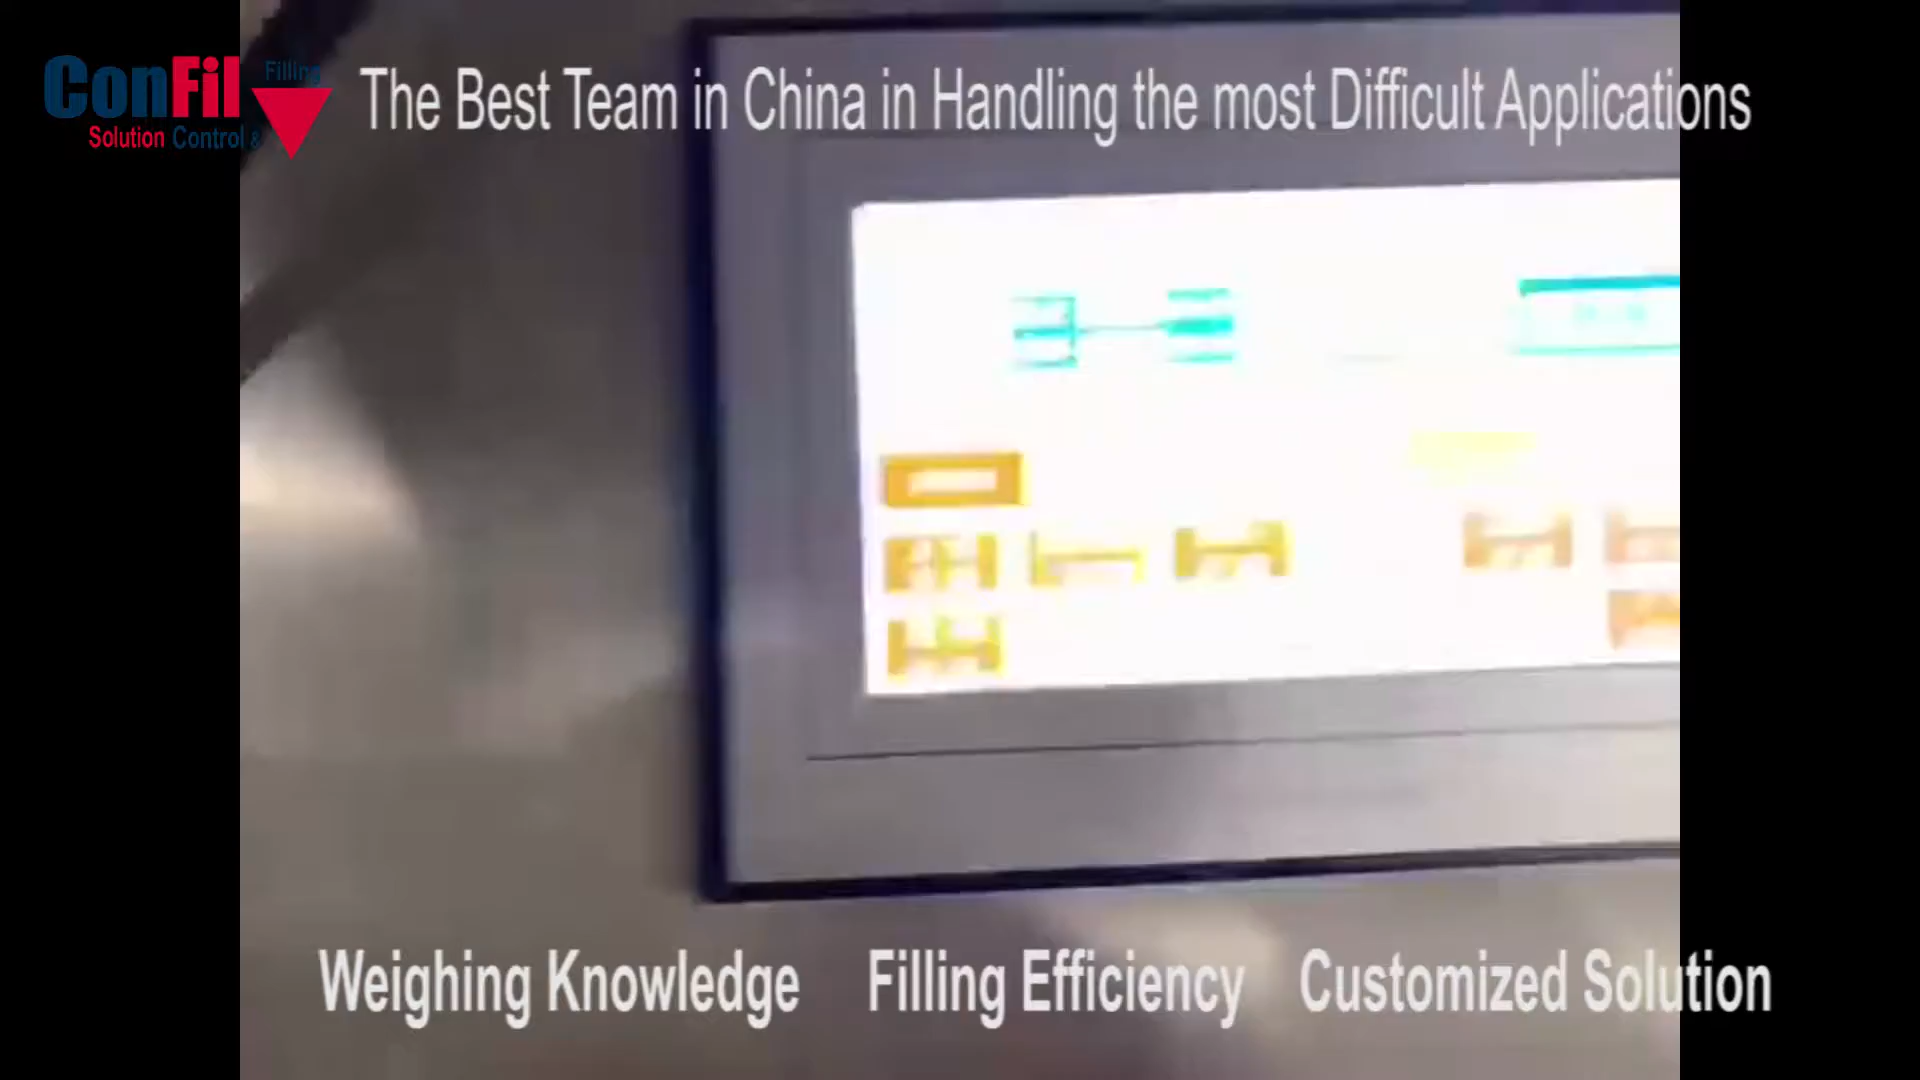 ConFil
Filling
Solution Control &
The Best Team in China in Handling the most Difficult Applications
Weighing Knowledge Filling Efficiency Customized Solution